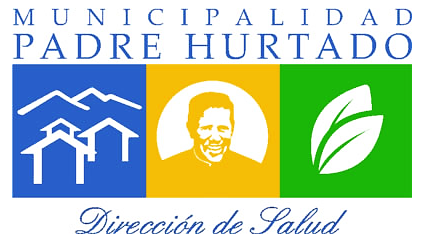 MUNICIPALIDAD
PADRE HURTADO
Dirección de Salud